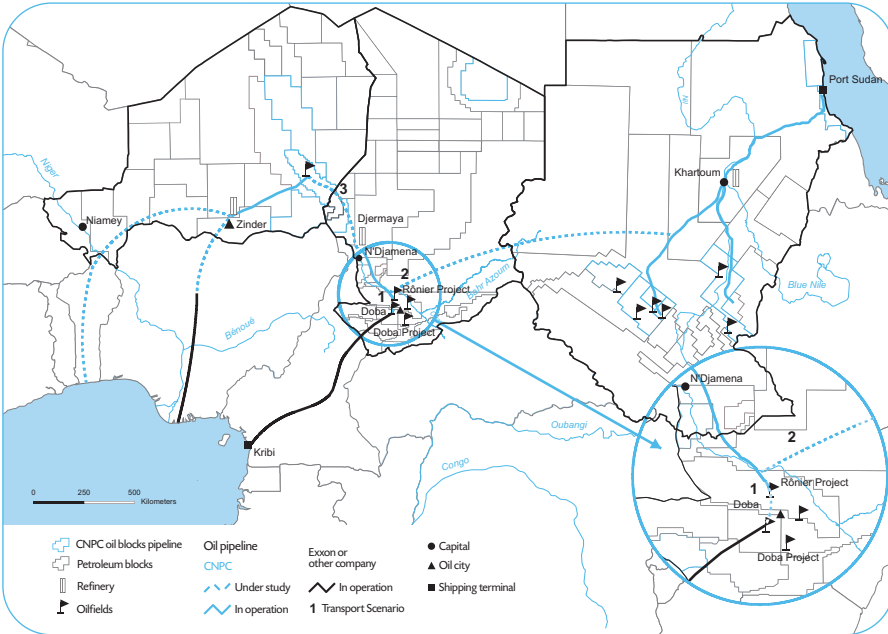 Port Sudan
Nil
Khartoum
Niger
3
Niamey
Zinder
Djermaya
N'Djamena
2
Rônier Project
Bahr Azoum
1
Doba
Doba Project
Blue Nile
Bénoué
N'Djamena
2
Oubangi
Kribi
Congo
1
Rônier Project
Doba
Doba Project
0 250 500
Kilometers
CNPC oil blocks pipeline
Petroleum blocks
Refinery
Oilfields
Oil pipeline
CNPC
Under study
In operation
Exxon or
other company
In operation
1 Transport Scenario
Capital
Oil city
Shipping terminal